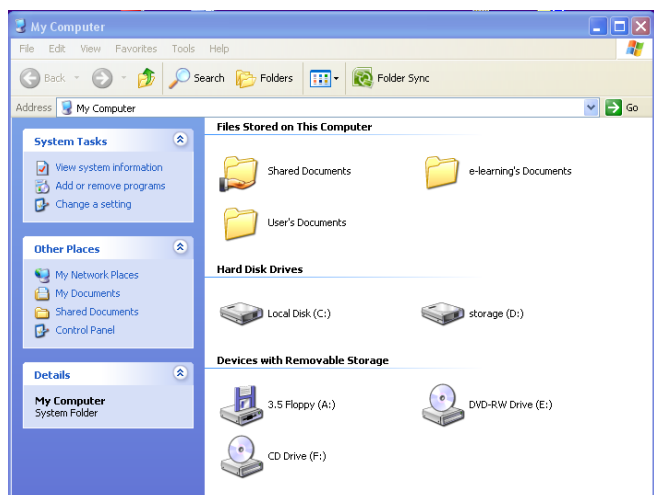 My Computer
File Edit View Favorites Tools Help
Back Search Folders Folder Sync
Address My Computer Go
System Tasks
View system information
Add or remove programs
Change a setting
Other Places
My Network Places
My Documents
Shared Documents
Control Panel
Details
My Computer
System Folder
Files Stored on This Computer
Shared Documents e-learning's Documents
User's Documents
Hard Disk Drives
Local Disk (C:) storage (D:)
Devices with Removable Storage
3.5 Floppy (A:) DVD-RW Drive (E:)
CD Drive (F:)